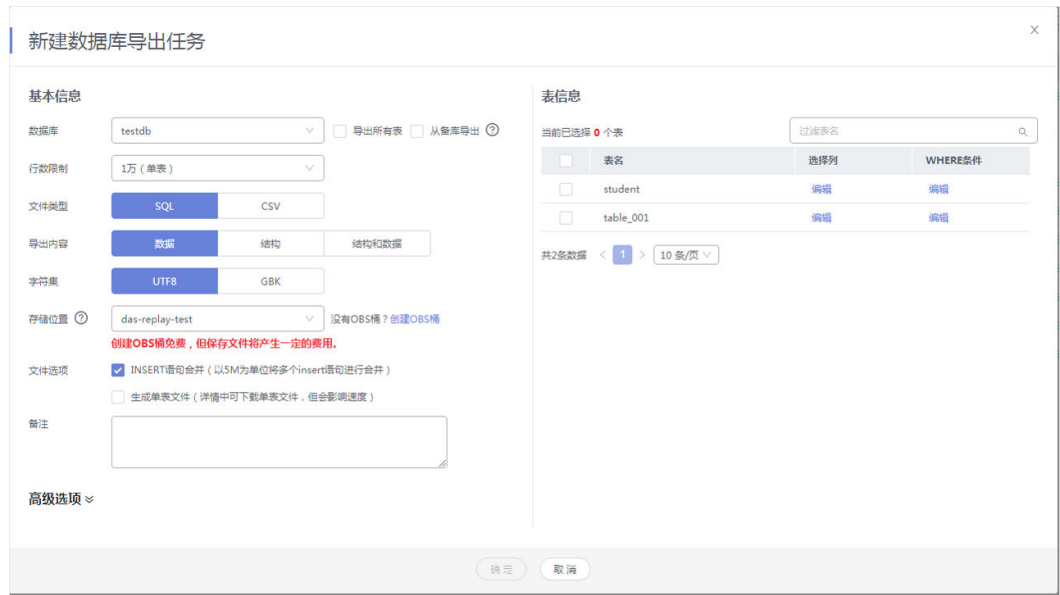 新建数据库导出任务
基本信息
数据库 testdb 导出所有表 从备库导出
行数限制 1万（单表）
文件类型 SQL CSV
导出内容 数据 结构 结构和数据
字符集 UTF8 GBK
存储位置 das-replay-test 没有OBS桶？创建OBS桶
创建OBS桶免费，但保存文件将产生一定的费用。
文件选项 INSERT语句合并（以5M为单位将多个insert语句进行合并）
生成单表文件（详情中可下载单表文件，但会影响速度）
备注
高级选项
表信息
当前已选择 0 个表 过滤表名
表名 选择列 WHERE条件
student 编辑 编辑
table_001 编辑 编辑
共2条数据 < 1 > 10 条/页
确 定 取 消